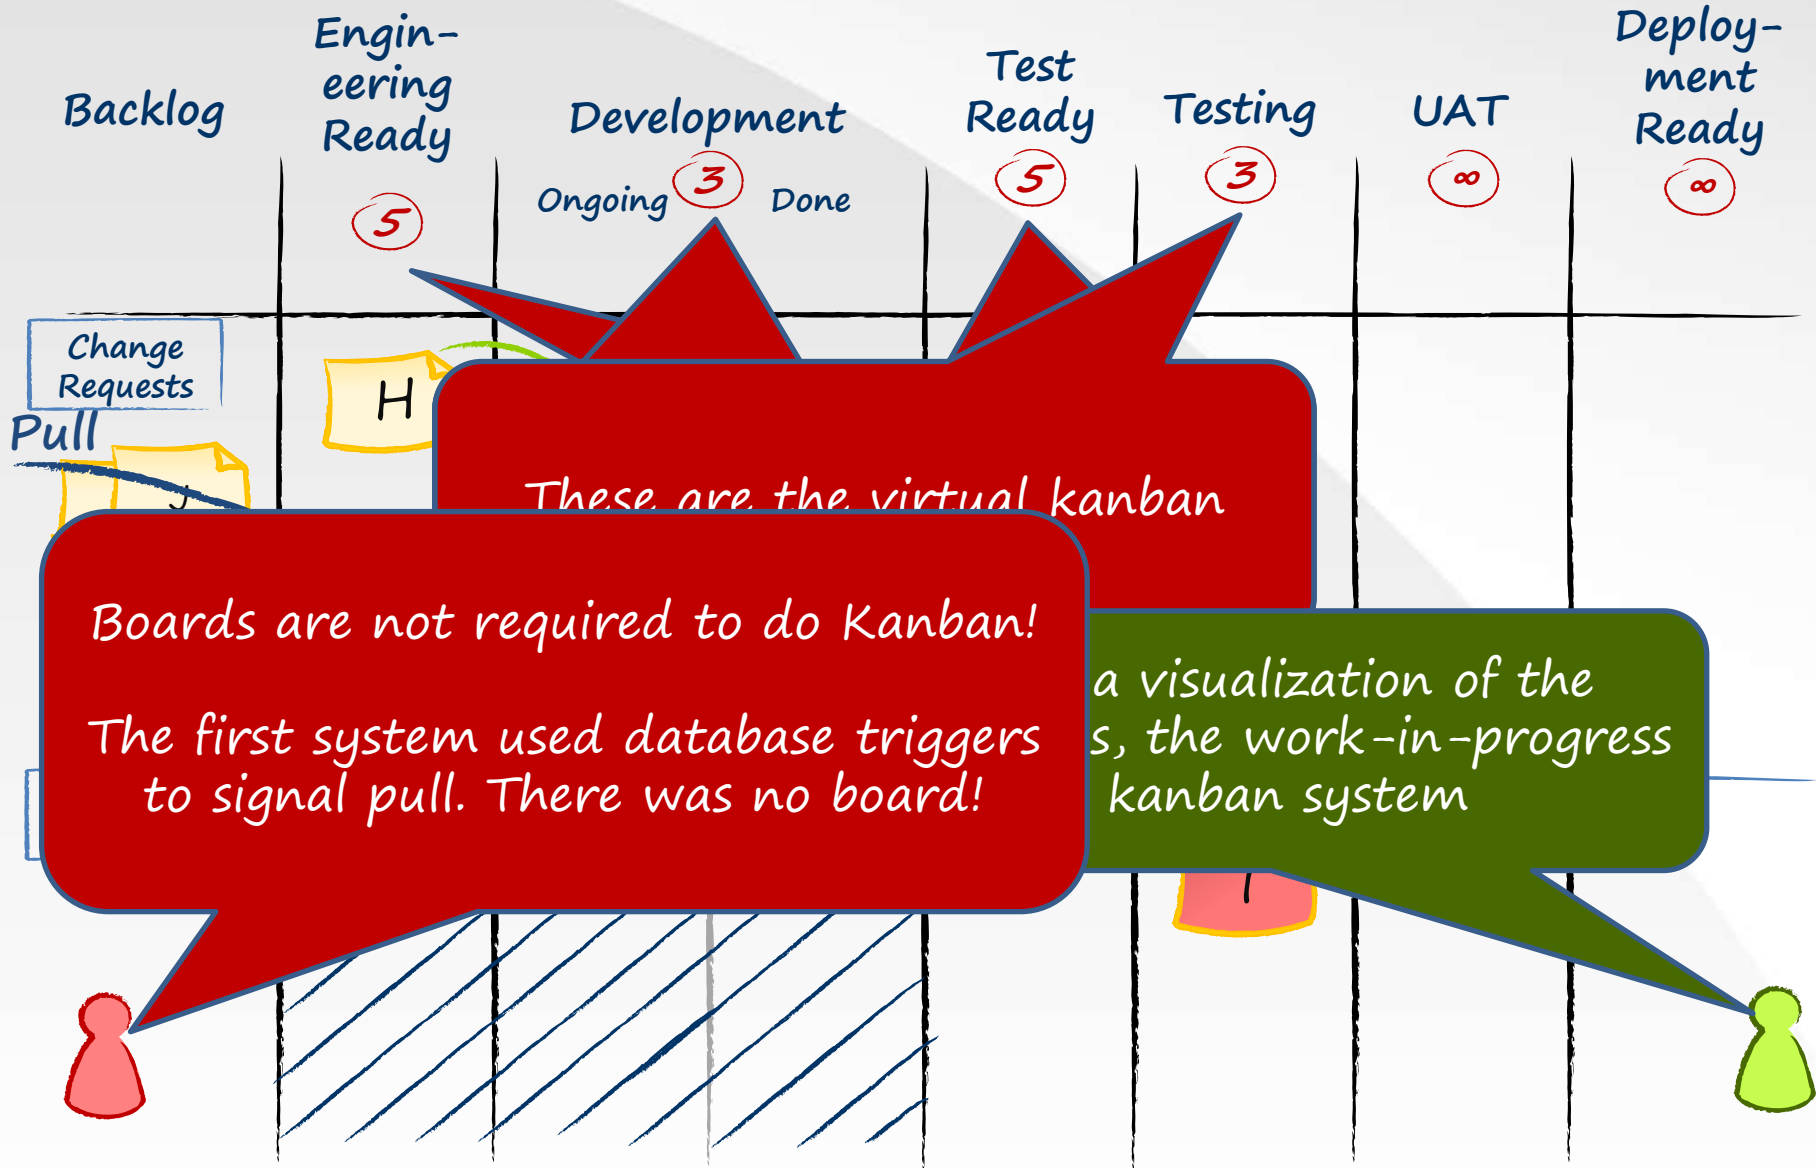 Backlog
Engin-
eering
Ready
5
Development
Ongoing 3 Done
Test
Ready
5
Testing
3
UAT
∞
Deploy-
ment
Ready
∞
Change
Requests
Pull
H
J
These are the virtual kanban
Boards are not required to do Kanban!
The first system used database triggers
to signal pull. There was no board!
a visualization of the
s, the work-in-progress
kanban system